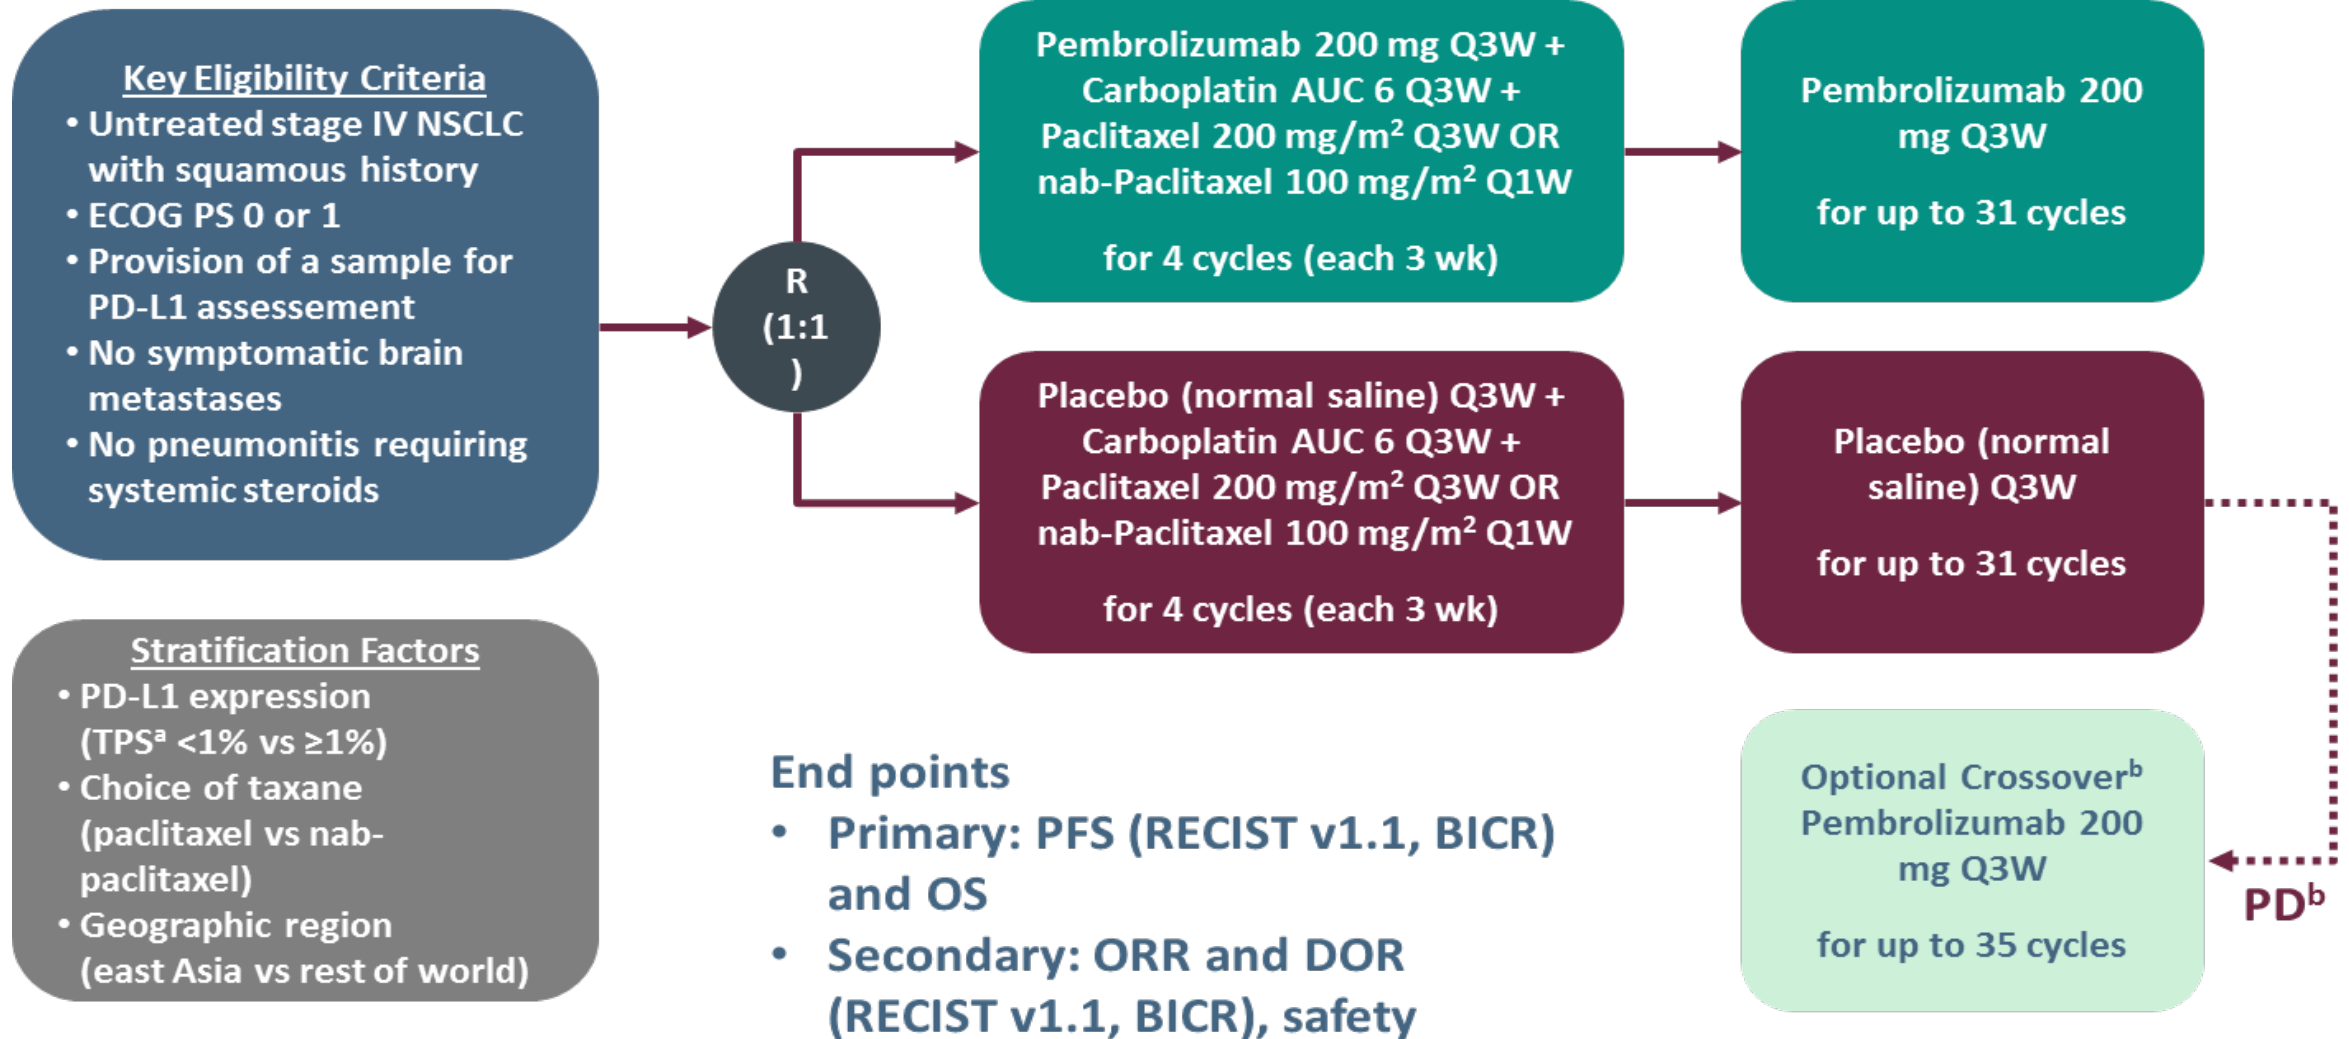 Key Eligibility Criteria
• Untreated stage IV NSCLC
with squamous history
• ECOG PS 0 or 1
• Provision of a sample for
PD-L1 assessement
• No symptomatic brain
metastases
• No pneumonitis requiring
systemic steroids
Stratification Factors
• PD-L1 expression
(TPSᵃ <1% vs ≥1%)
• Choice of taxane
(paclitaxel vs nab-
paclitaxel)
• Geographic region
(east Asia vs rest of world)
R
(1:1
)
Pembrolizumab 200 mg Q3W +
Carboplatin AUC 6 Q3W +
Paclitaxel 200 mg/m² Q3W OR
nab-Paclitaxel 100 mg/m² Q1W
for 4 cycles (each 3 wk)
Pembrolizumab 200
mg Q3W
for up to 31 cycles
Placebo (normal saline) Q3W +
Carboplatin AUC 6 Q3W +
Paclitaxel 200 mg/m² Q3W OR
nab-Paclitaxel 100 mg/m² Q1W
for 4 cycles (each 3 wk)
Placebo (normal
saline) Q3W
for up to 31 cycles
Optional Crossoverᵇ
Pembrolizumab 200
mg Q3W
for up to 35 cycles
PDᵇ
End points
• Primary: PFS (RECIST v1.1, BICR)
and OS
• Secondary: ORR and DOR
(RECIST v1.1, BICR), safety